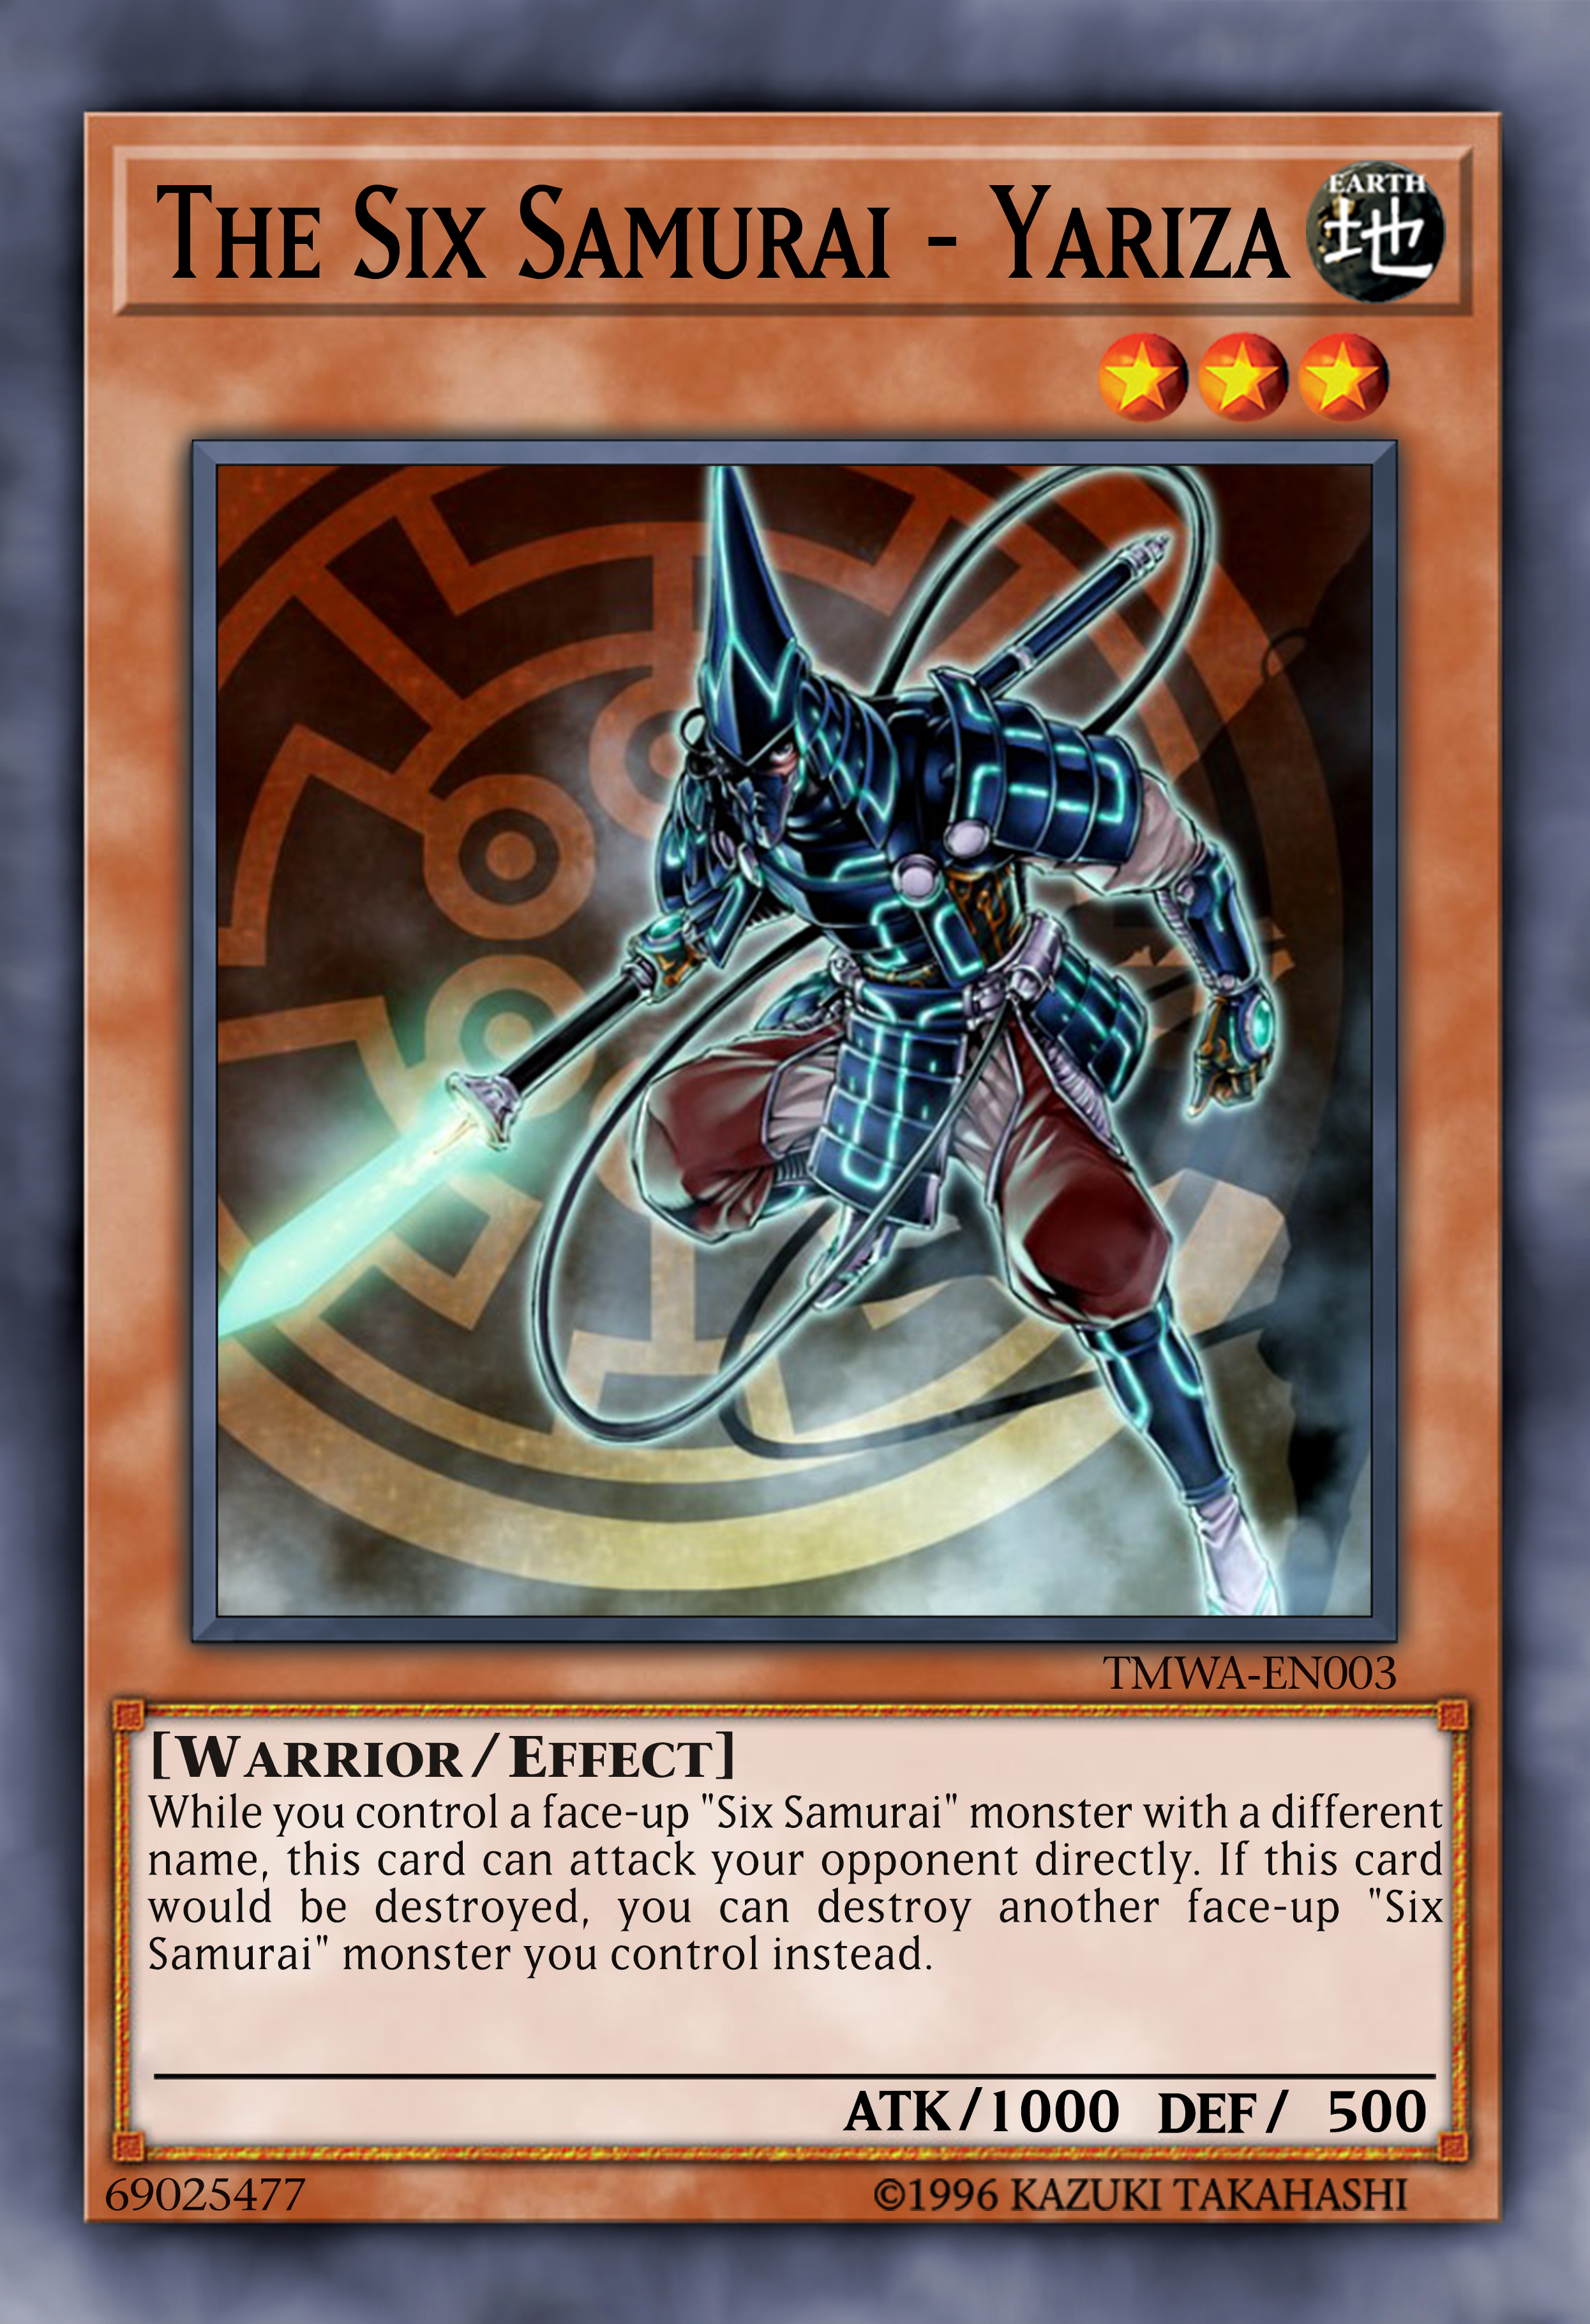 The Six Samurai - Yariza
EARTH
地
TMWA-EN003
[Warrior/Effect]
While you control a face-up "Six Samurai" monster with a different
name, this card can attack your opponent directly. If this card
would be destroyed, you can destroy another face-up "Six
Samurai" monster you control instead.
ATK/1000 DEF/ 500
69025477
©1996 KAZUKI TAKAHASHI